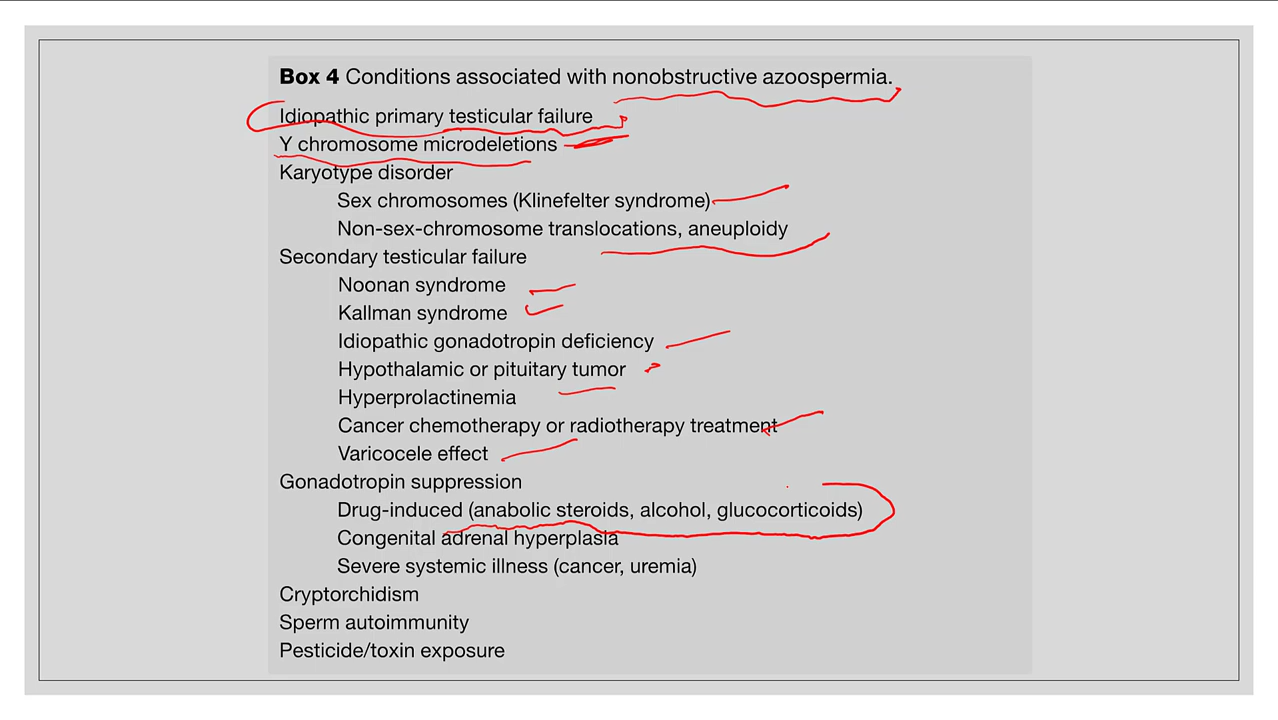 Box 4 Conditions associated with nonobstructive azoospermia.
Idiopathic primary testicular failure
Y chromosome microdeletions
Karyotype disorder
Sex chromosomes (Klinefelter syndrome)
Non-sex-chromosome translocations, aneuploidy
Secondary testicular failure
Noonan syndrome
Kallman syndrome
Idiopathic gonadotropin deficiency
Hypothalamic or pituitary tumor
Hyperprolactinemia
Cancer chemotherapy or radiotherapy treatment
Varicocele effect
Gonadotropin suppression
Drug-induced (anabolic steroids, alcohol, glucocorticoids)
Congenital adrenal hyperplasia
Severe systemic illness (cancer, uremia)
Cryptorchidism
Sperm autoimmunity
Pesticide/toxin exposure